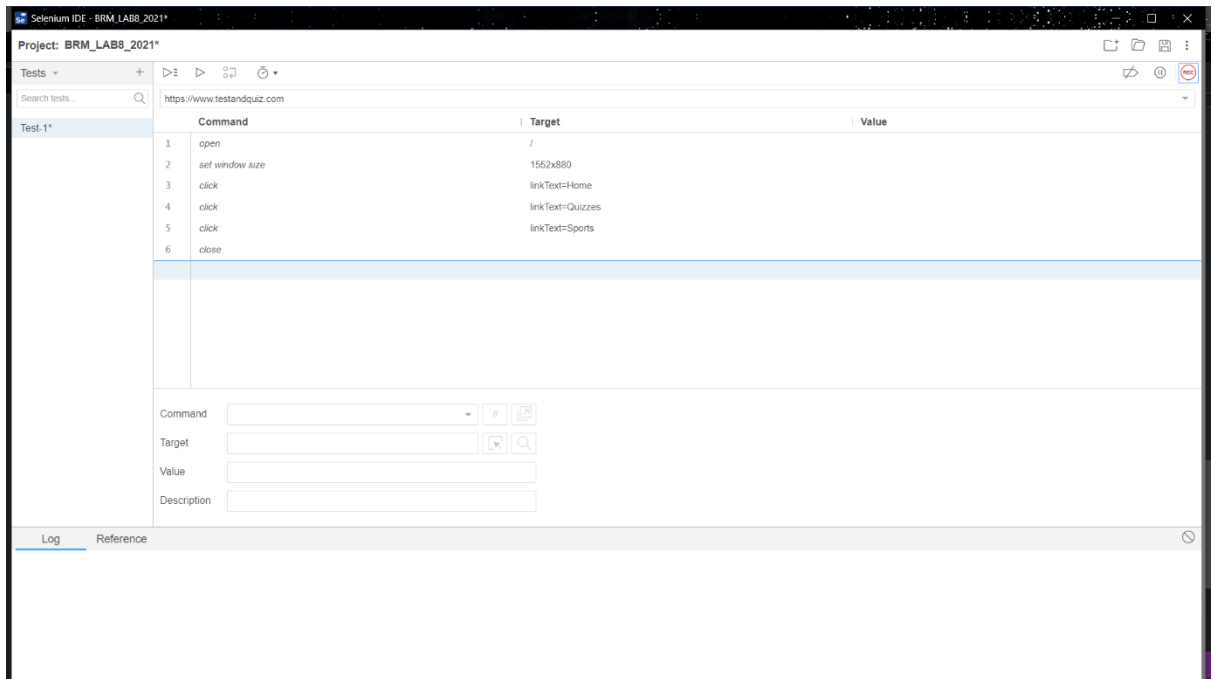 Se Selenium IDE - BRM_LAB8_2021*
Project: BRM_LAB8_2021*
Tests
Search tests...
https://www.testandquiz.com
Test-1*
Command Target Value
1 open /
2 set window size 1552x880
3 click linkText=Home
4 click linkText=Quizzes
5 click linkText=Sports
6 close
Command //
Target
Value
Description
Log Reference
REC